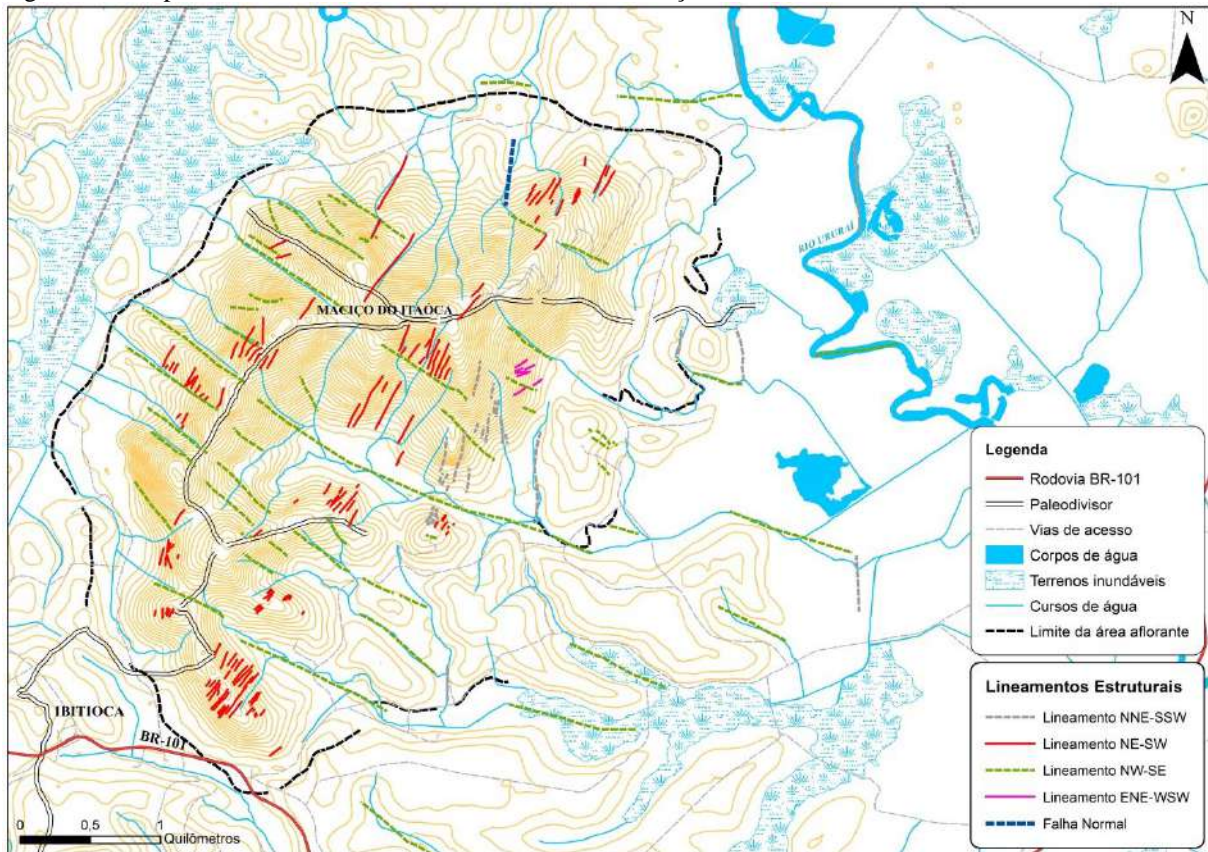 N
RIO URURAÍ
MACIÇO DO ITAÓCA
IBITIOCA
BR-101
0 0,5 1
Quilômetros
Legenda
Rodovia BR-101
Paleodivisor
Vias de acesso
Corpos de água
Terrenos inundáveis
Cursos de água
Limite da área aflorante
Lineamentos Estruturais
Lineamento NNE-SSW
Lineamento NE-SW
Lineamento NW-SE
Lineamento ENE-WSW
Falha Normal